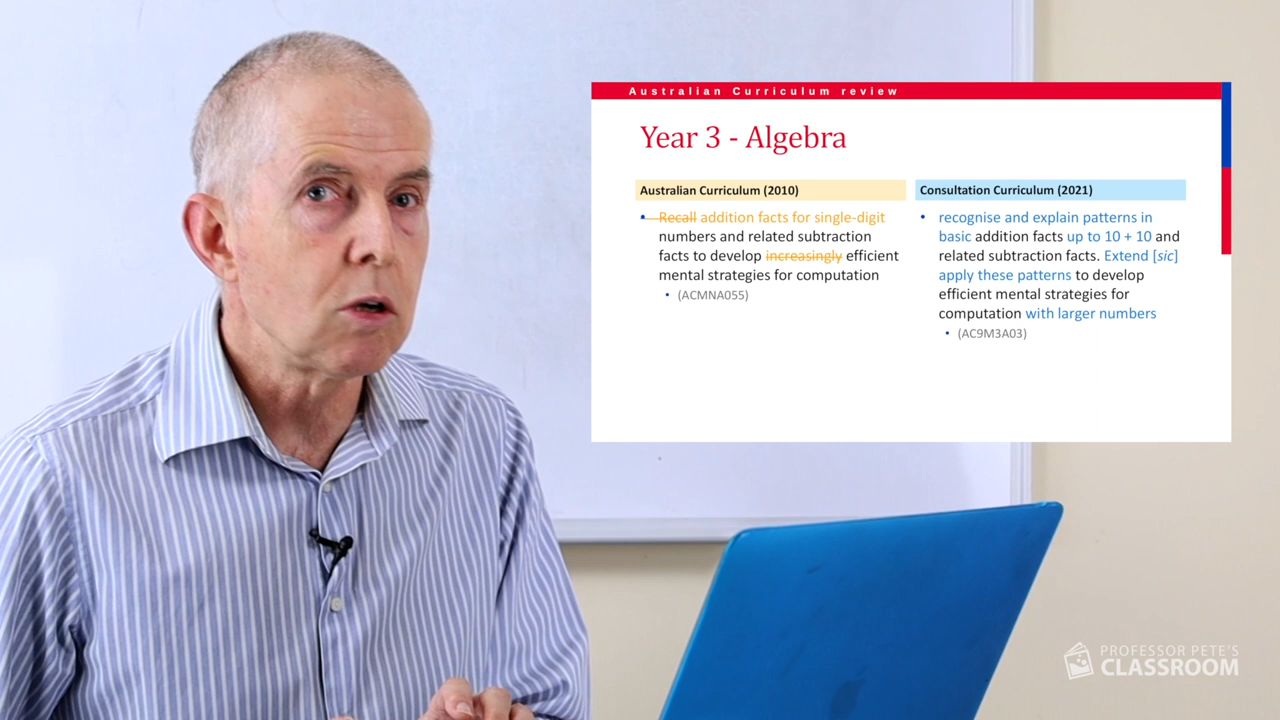 Australian Curriculum review
Year 3 - Algebra
Australian Curriculum (2010)
• Recall addition facts for single-digit
numbers and related subtraction
facts to develop increasingly efficient
mental strategies for computation
• (ACMNA055)
Consultation Curriculum (2021)
• recognise and explain patterns in
basic addition facts up to 10 + 10 and
related subtraction facts. Extend [sic]
apply these patterns to develop
efficient mental strategies for
computation with larger numbers
• (AC9M3A03)
PROFESSOR PETE'S
CLASSROOM